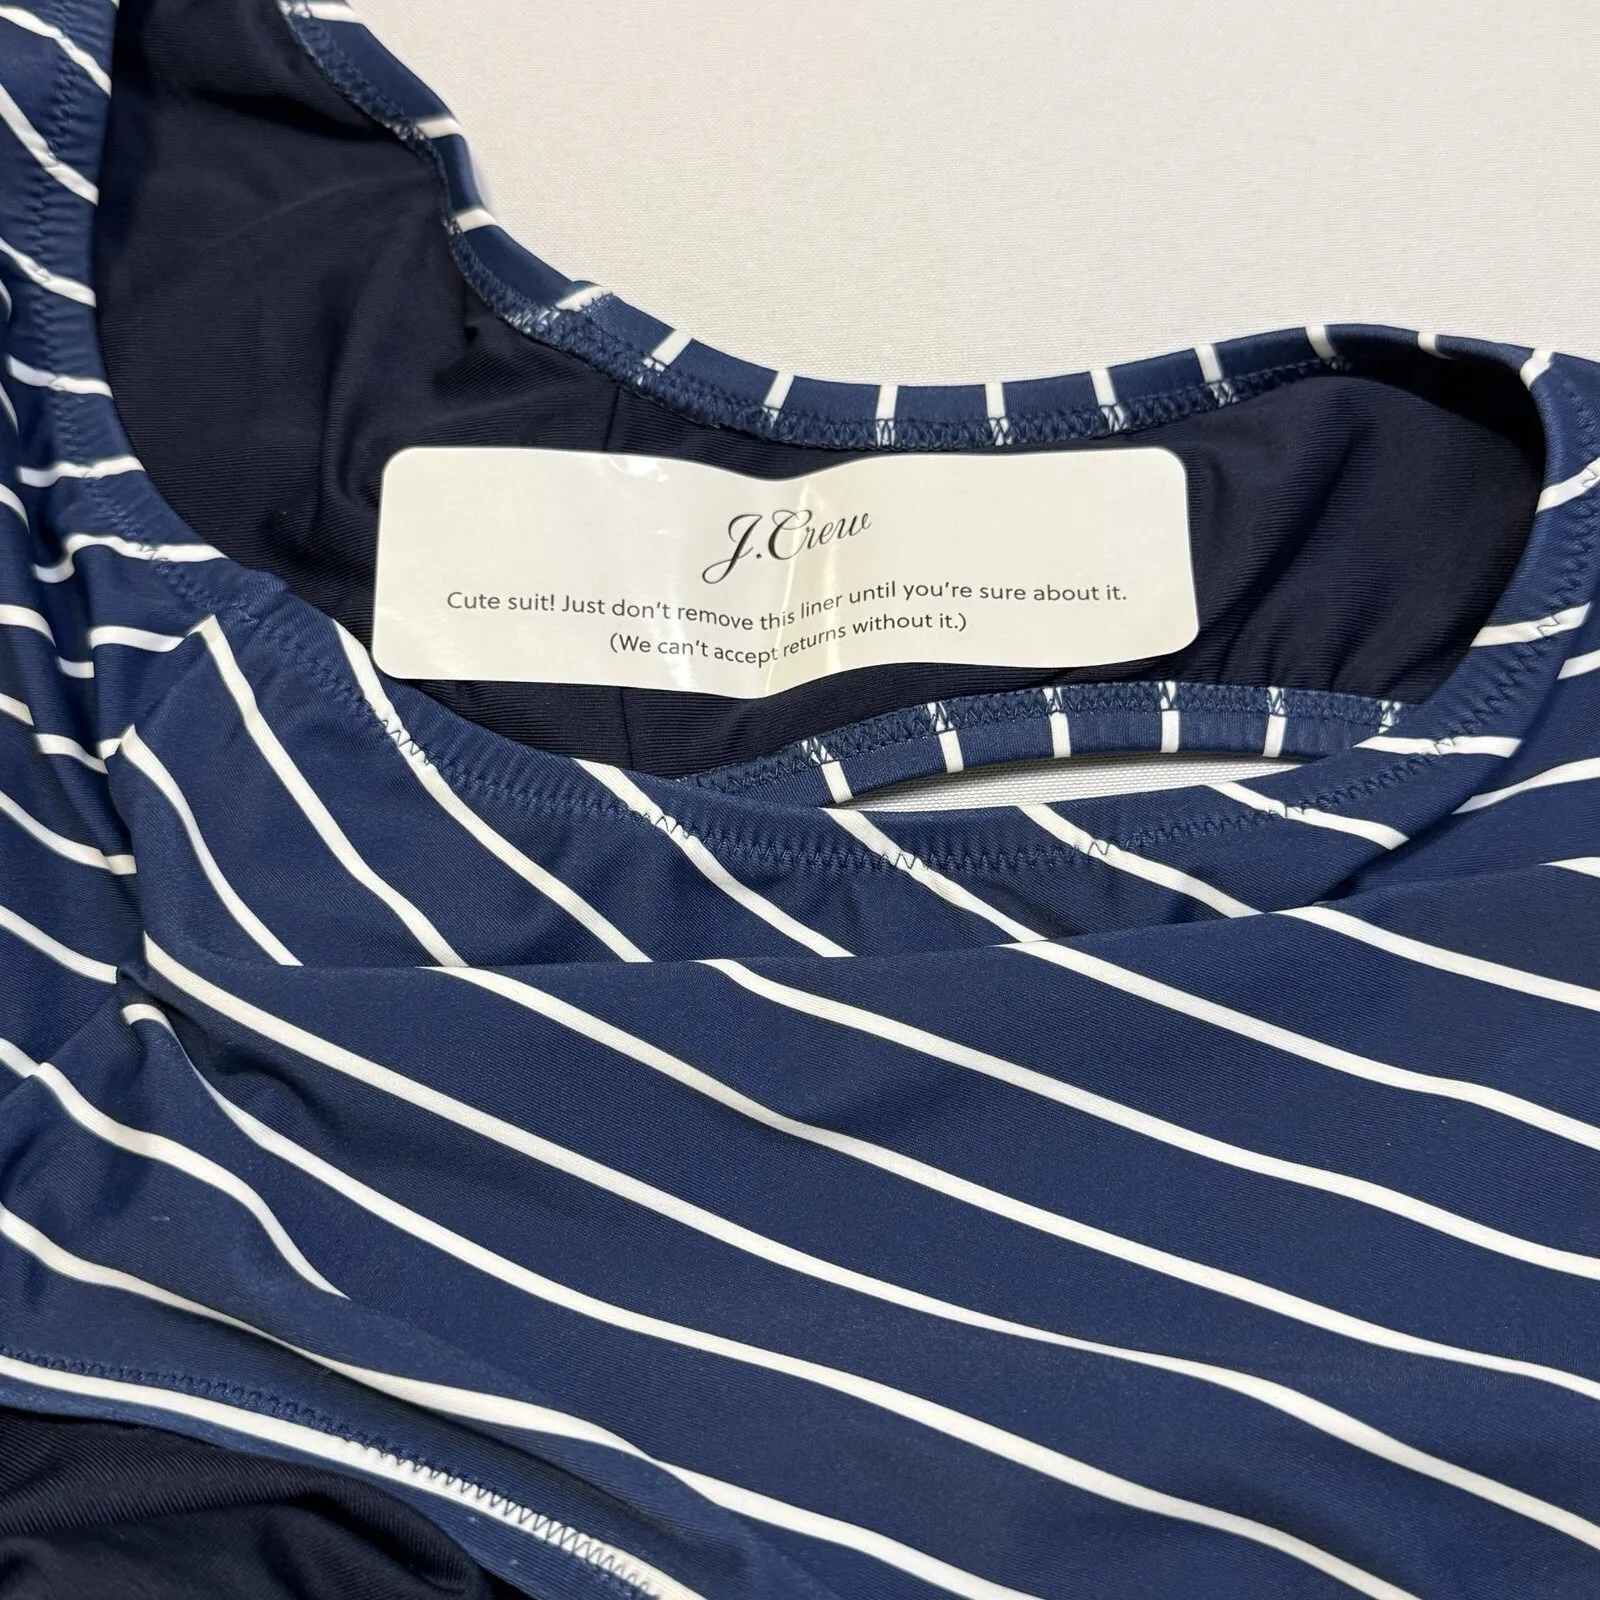 J.Crew
Cute suit! Just don't remove this liner until you're sure about it.
(We can't accept returns without it.)